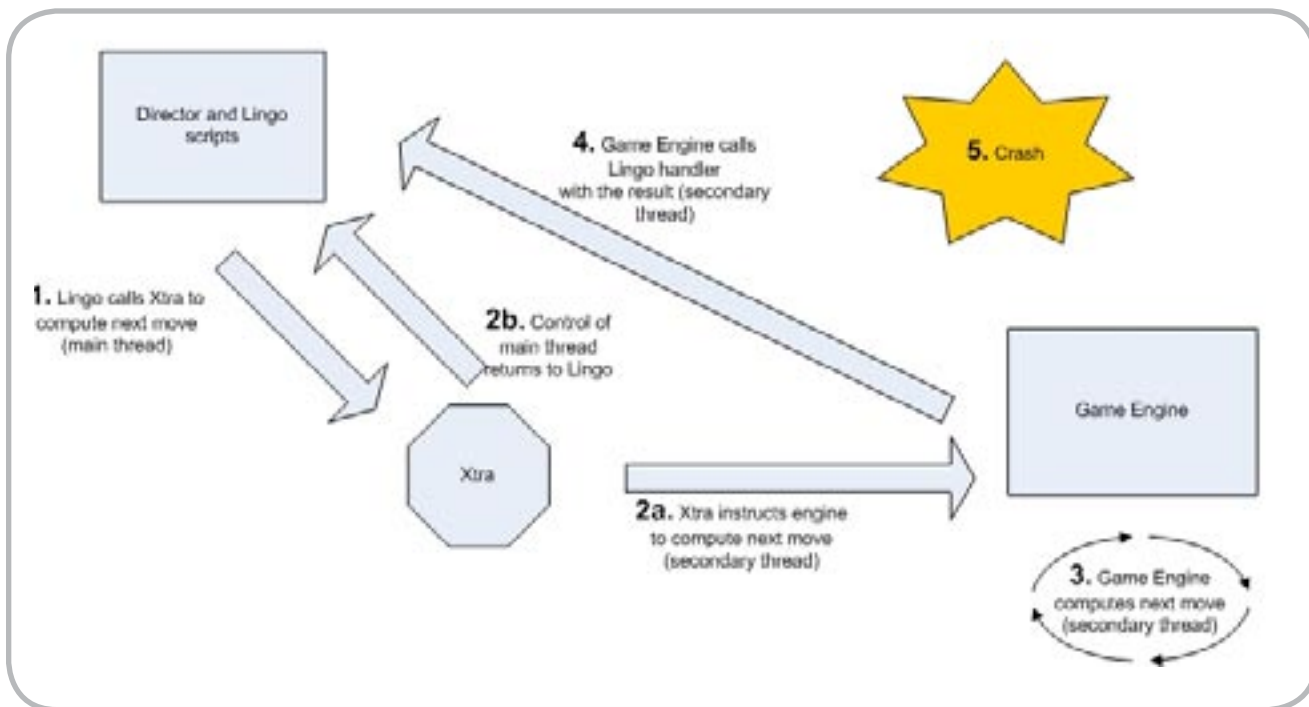 Director and Lingo
scripts
1. Lingo calls Xtra to
compute next move
(main thread)
2b. Control of
main thread
returns to Lingo
Xtra
4. Game Engine calls
Lingo handler
with the result (secondary
thread)
5. Crash
2a. Xtra instructs engine
to compute next move
(secondary thread)
Game Engine
3. Game Engine
computes next move
(secondary thread)